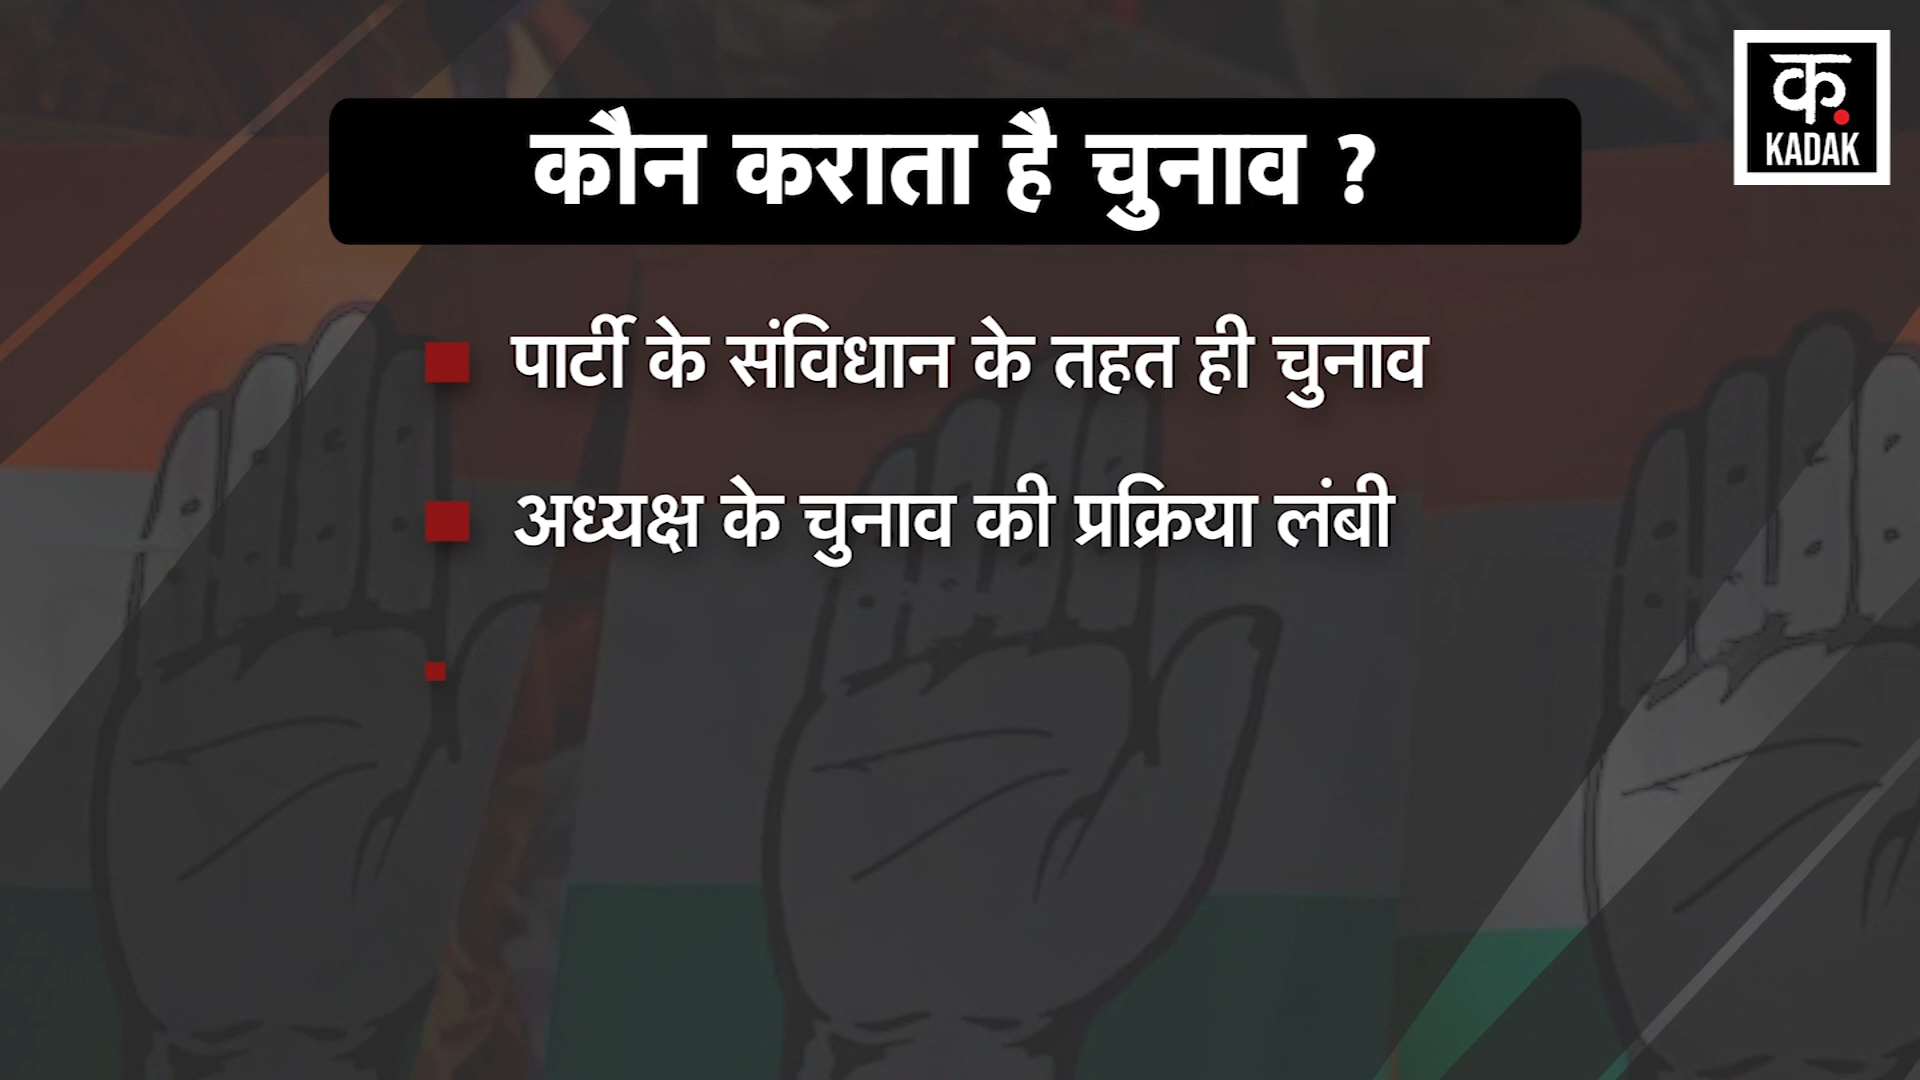 क.
KADAK
कौन कराता है चुनाव ?
पार्टी के संविधान के तहत ही चुनाव
अध्यक्ष के चुनाव की प्रक्रिया लंबी